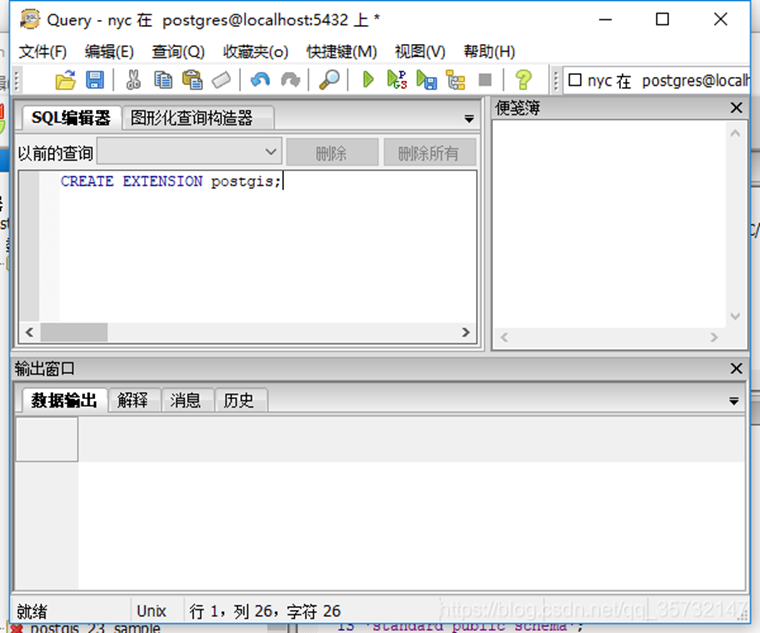 Query - nyc 在 postgres@localhost:5432 上 *
文件(F) 编辑(E) 查询(Q) 收藏夹(o) 快捷键(M) 视图(V) 帮助(H)
nyc 在 postgres@localh
SQL编辑器 图形化查询构造器
便笺簿
以前的查询 删除 删除所有
CREATE EXTENSION postgis;
输出窗口
数据输出 解释 消息 历史
就绪 Unix 行 1，列 26，字符 26
https://blog.csdn.net/qq_35732147
postgis_23_sample
13 'standard public schema';